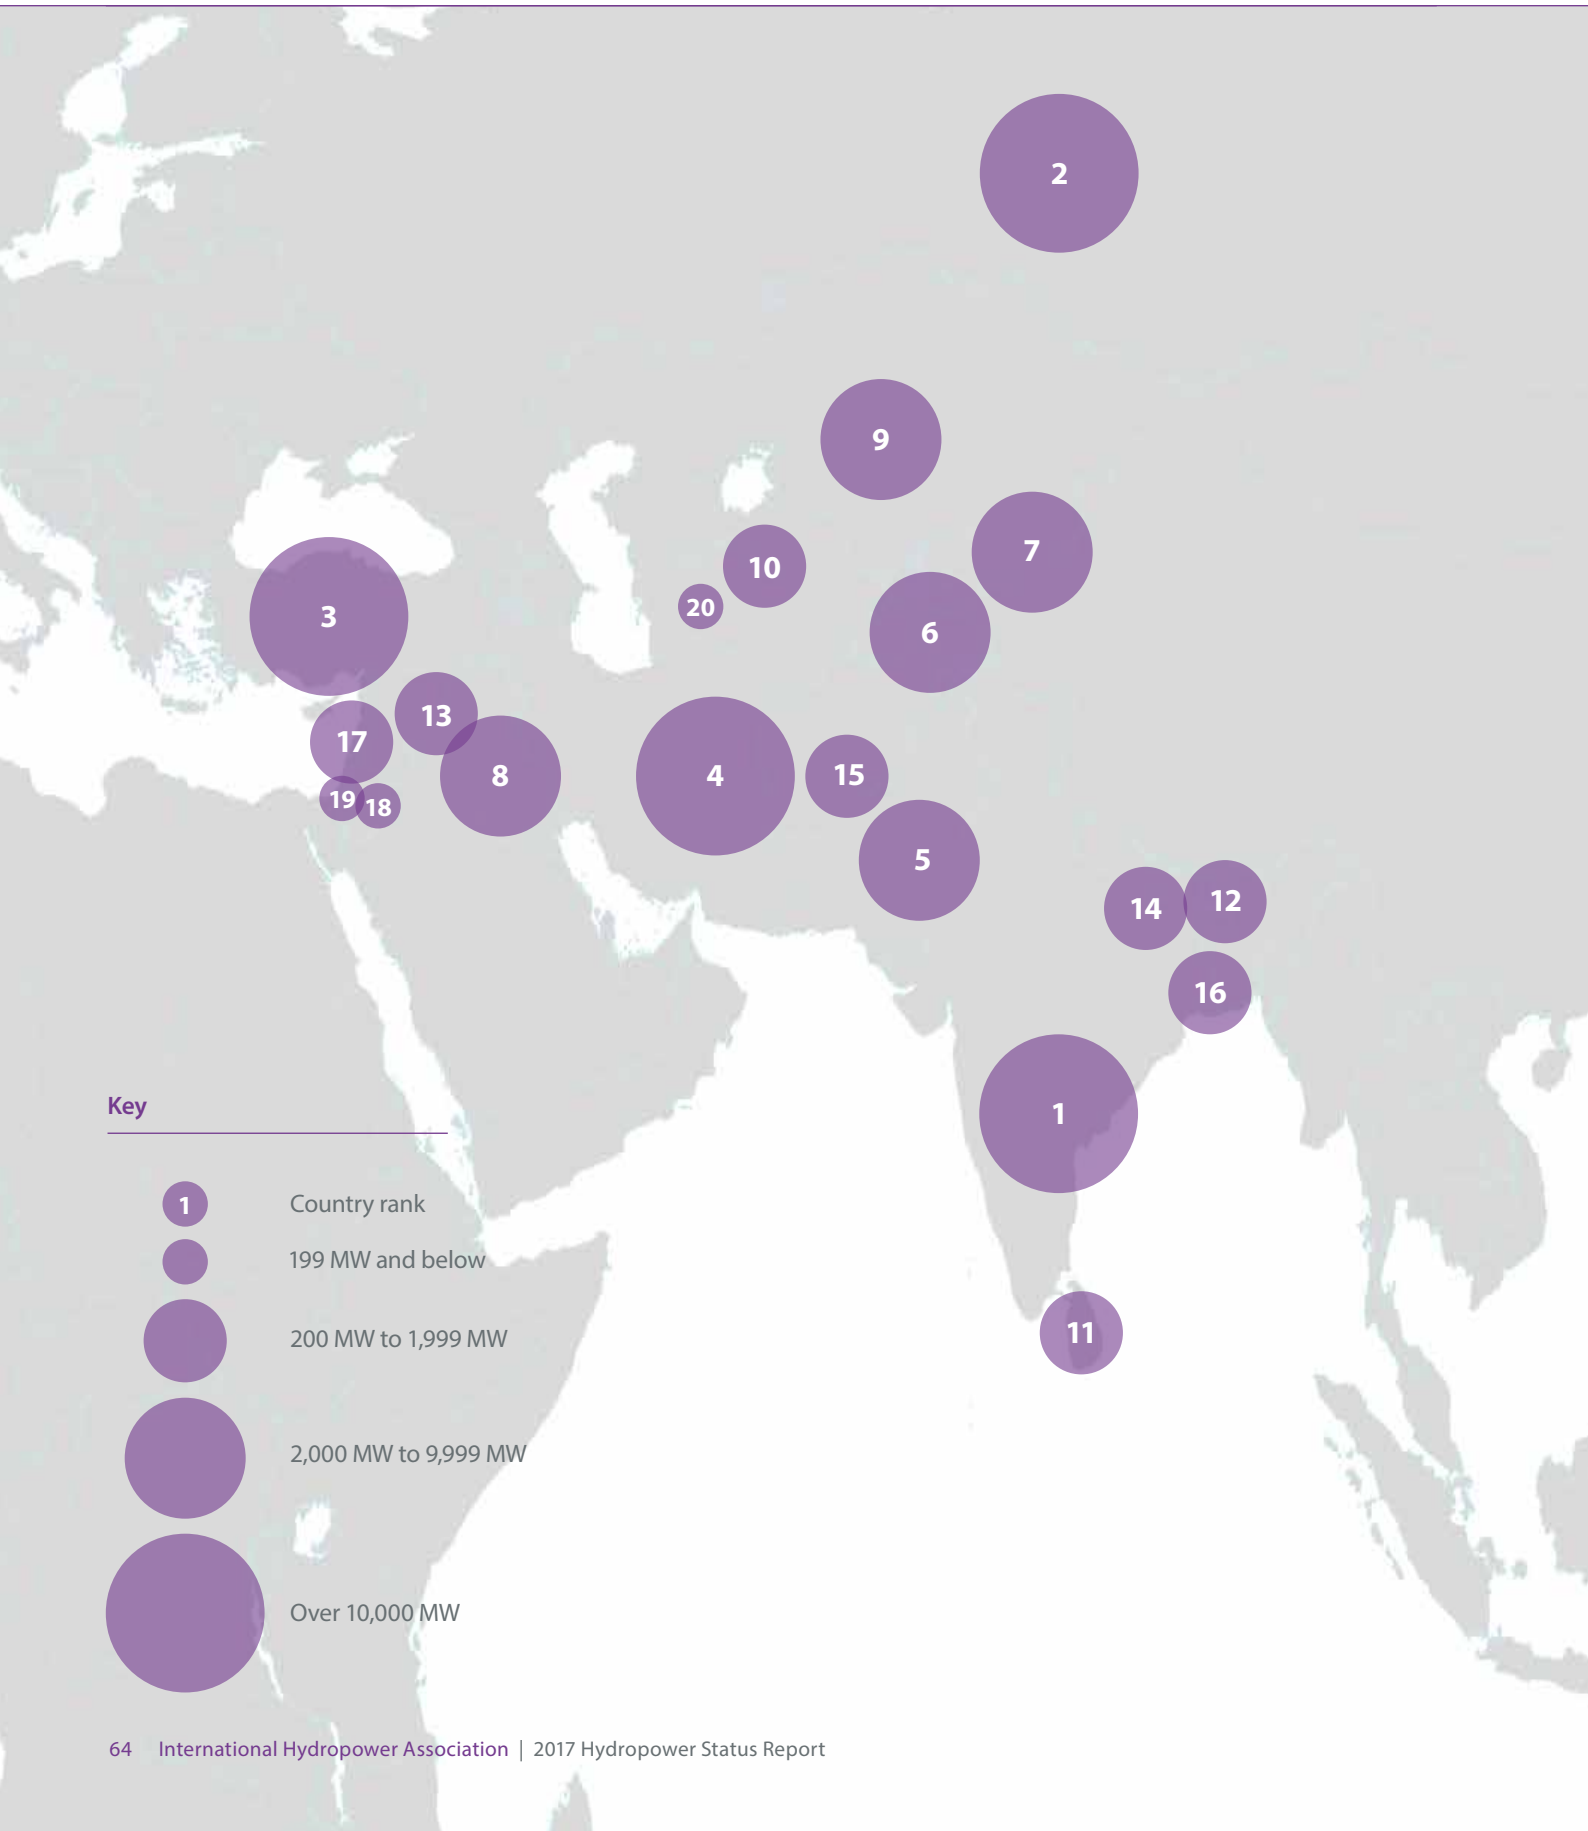 2
9
7
10
20
6
3
13
17
8
4
15
19
18
5
14
12
16
1
11
Key
1 Country rank
199 MW and below
200 MW to 1,999 MW
2,000 MW to 9,999 MW
Over 10,000 MW
64 International Hydropower Association | 2017 Hydropower Status Report